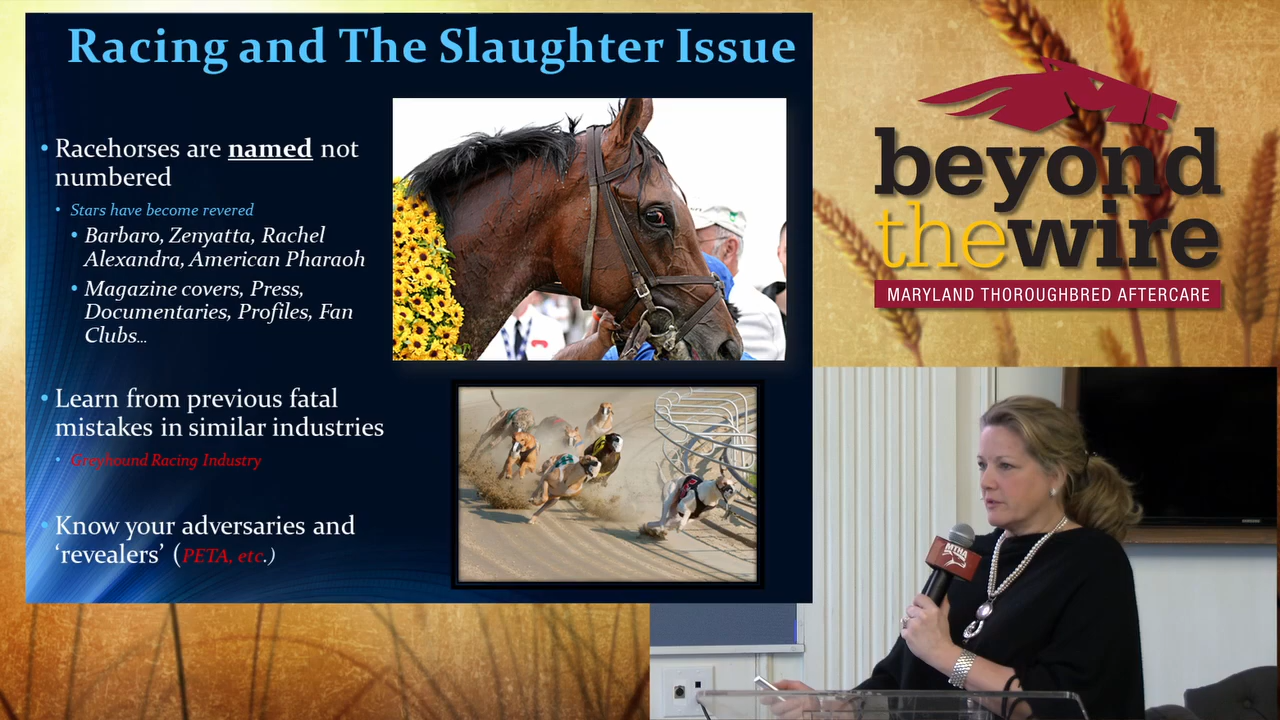 Racing and The Slaughter Issue
• Racehorses are named not
numbered
• Stars have become revered
• Barbaro, Zenyatta, Rachel
Alexandra, American Pharaoh
• Magazine covers, Press,
Documentaries, Profiles, Fan
Clubs...
• Learn from previous fatal
mistakes in similar industries
• Greyhound Racing Industry
• Know your adversaries and
‘revealers’ (PETA, etc.)
beyond
thewire
MARYLAND THOROUGHBRED AFTERCARE
MTHA